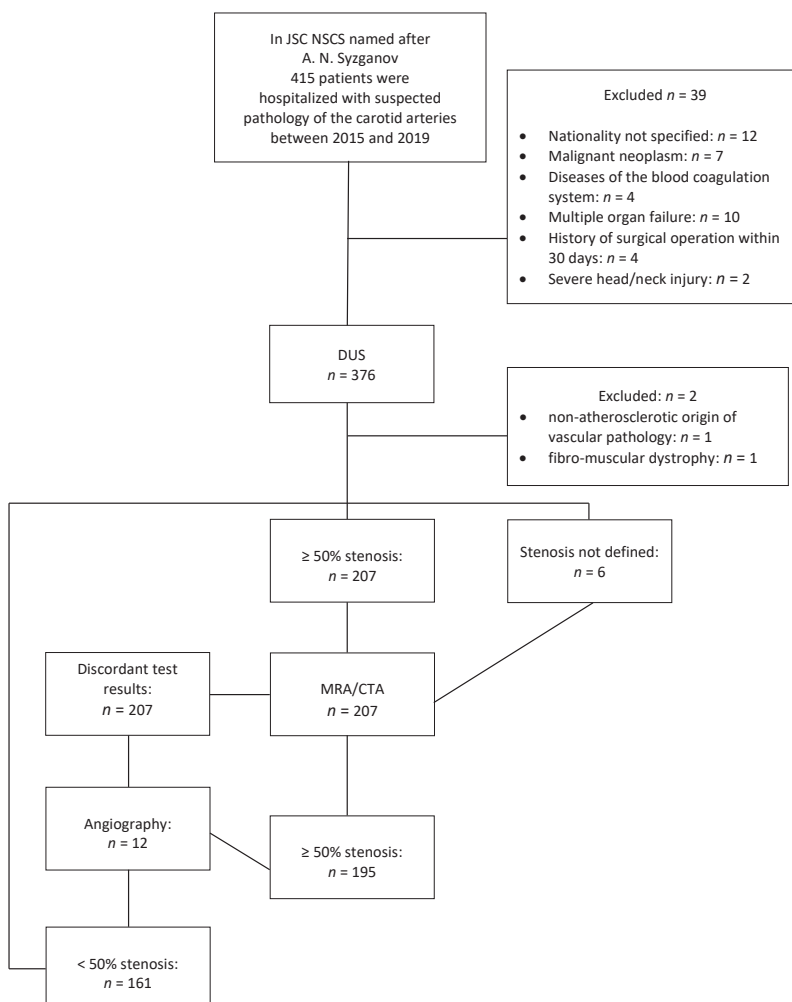 In JSC NSCS named after
A. N. Syzganov
415 patients were
hospitalized with suspected
pathology of the carotid arteries
between 2015 and 2019
Excluded n = 39
• Nationality not specified: n = 12
• Malignant neoplasm: n = 7
• Diseases of the blood coagulation
system: n = 4
• Multiple organ failure: n = 10
• History of surgical operation within
30 days: n = 4
• Severe head/neck injury: n = 2
DUS
n = 376
Excluded: n = 2
• non-atherosclerotic origin of
vascular pathology: n = 1
• fibro-muscular dystrophy: n = 1
≥ 50% stenosis:
n = 207
Stenosis not defined:
n = 6
Discordant test
results:
n = 207
MRA/CTA
n = 207
Angiography:
n = 12
≥ 50% stenosis:
n = 195
< 50% stenosis:
n = 161